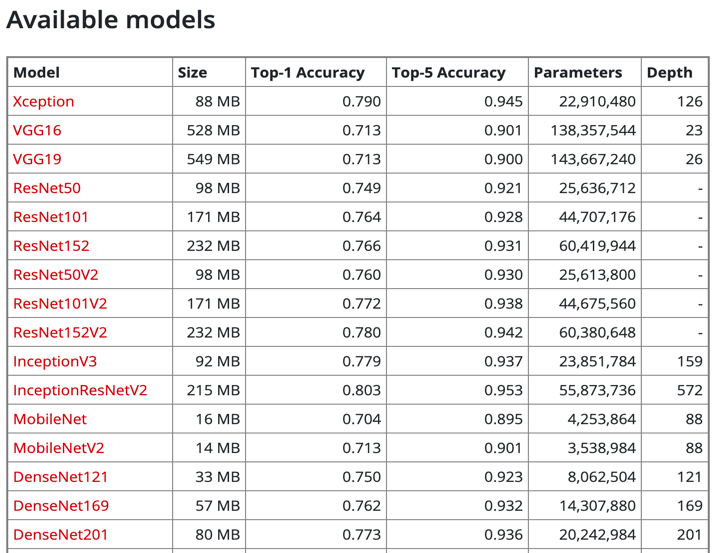 Available models
Model Size Top-1 Accuracy Top-5 Accuracy Parameters Depth
Xception 88 MB 0.790 0.945 22,910,480 126
VGG16 528 MB 0.713 0.901 138,357,544 23
VGG19 549 MB 0.713 0.900 143,667,240 26
ResNet50 98 MB 0.749 0.921 25,636,712 -
ResNet101 171 MB 0.764 0.928 44,707,176 -
ResNet152 232 MB 0.766 0.931 60,419,944 -
ResNet50V2 98 MB 0.760 0.930 25,613,800 -
ResNet101V2 171 MB 0.772 0.938 44,675,560 -
ResNet152V2 232 MB 0.780 0.942 60,380,648 -
InceptionV3 92 MB 0.779 0.937 23,851,784 159
InceptionResNetV2 215 MB 0.803 0.953 55,873,736 572
MobileNet 16 MB 0.704 0.895 4,253,864 88
MobileNetV2 14 MB 0.713 0.901 3,538,984 88
DenseNet121 33 MB 0.750 0.923 8,062,504 121
DenseNet169 57 MB 0.762 0.932 14,307,880 169
DenseNet201 80 MB 0.773 0.936 20,242,984 201